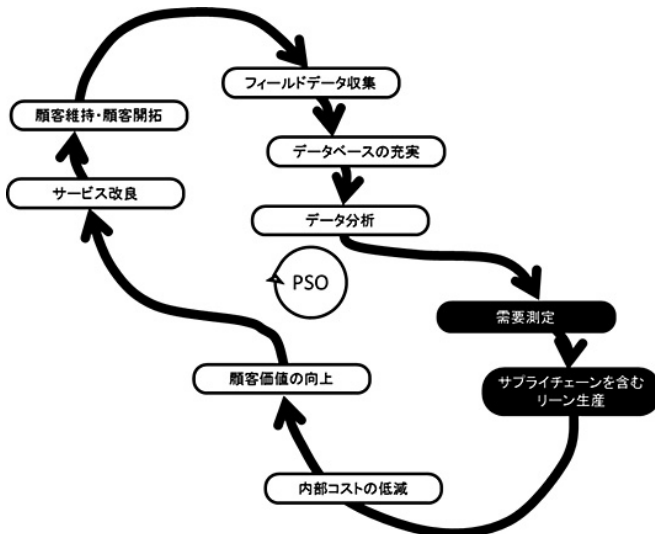 フィールドデータ収集
顧客維持・顧客開拓
データベースの充実
サービス改良
データ分析
PSO
需要測定
顧客価値の向上
サプライチェーンを含む
リーン生産
内部コストの低減